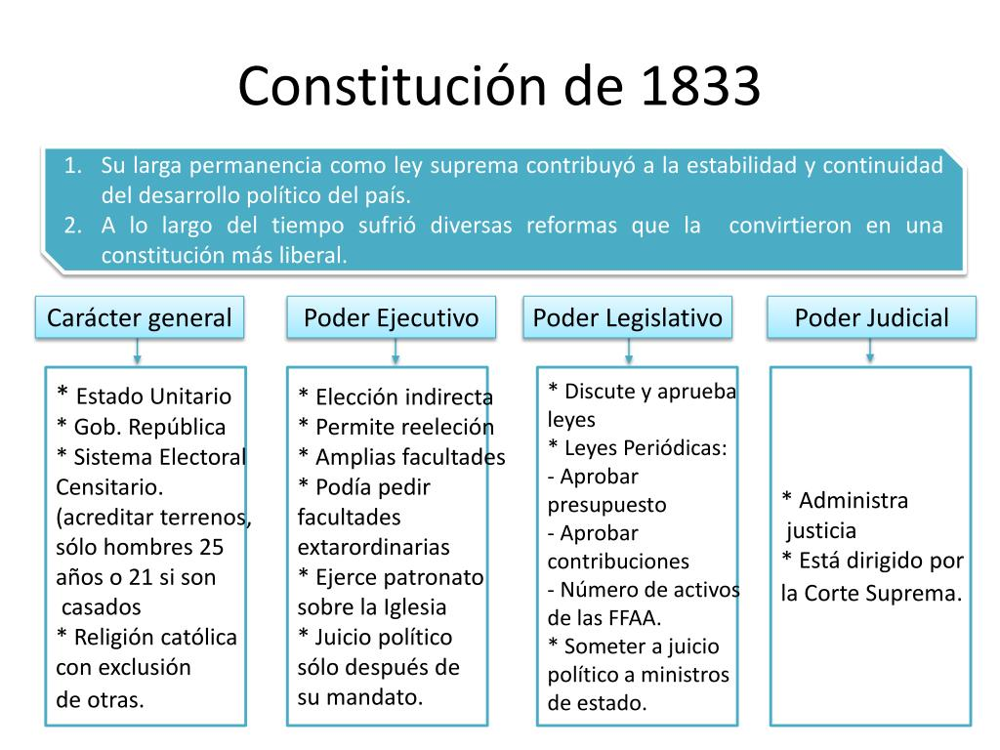 Constitución de 1833
1. Su larga permanencia como ley suprema contribuyó a la estabilidad y continuidad
del desarrollo político del país.
2. A lo largo del tiempo sufrió diversas reformas que la convirtieron en una
constitución más liberal.
Carácter general
* Estado Unitario
* Gob. República
* Sistema Electoral
Censitario.
(acreditar terrenos,
sólo hombres 25
años o 21 si son
casados
* Religión católica
con exclusión
de otras.
Poder Ejecutivo
* Elección indirecta
* Permite reeleción
* Amplias facultades
* Podía pedir
facultades
extarordinarias
* Ejerce patronato
sobre la Iglesia
* Juicio político
sólo después de
su mandato.
Poder Legislativo
* Discute y aprueba
leyes
* Leyes Periódicas:
- Aprobar
presupuesto
- Aprobar
contribuciones
- Número de activos
de las FFAA.
* Someter a juicio
político a ministros
de estado.
Poder Judicial
* Administra
justicia
* Está dirigido por
la Corte Suprema.